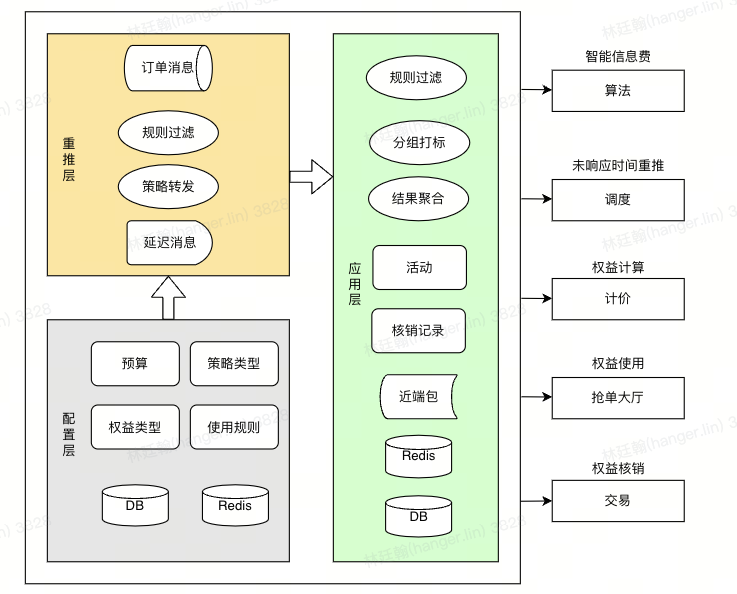 林廷翰(hanger.lin) 3828
重推层
订单消息
规则过滤
策略转发
延迟消息
配置层
预算
策略类型
权益类型
使用规则
DB
Redis
应用层
规则过滤
分组打标
结果聚合
活动
核销记录
近端包
Redis
DB
智能信息费
算法
未响应时间重推
调度
权益计算
计价
权益使用
抢单大厅
权益核销
交易